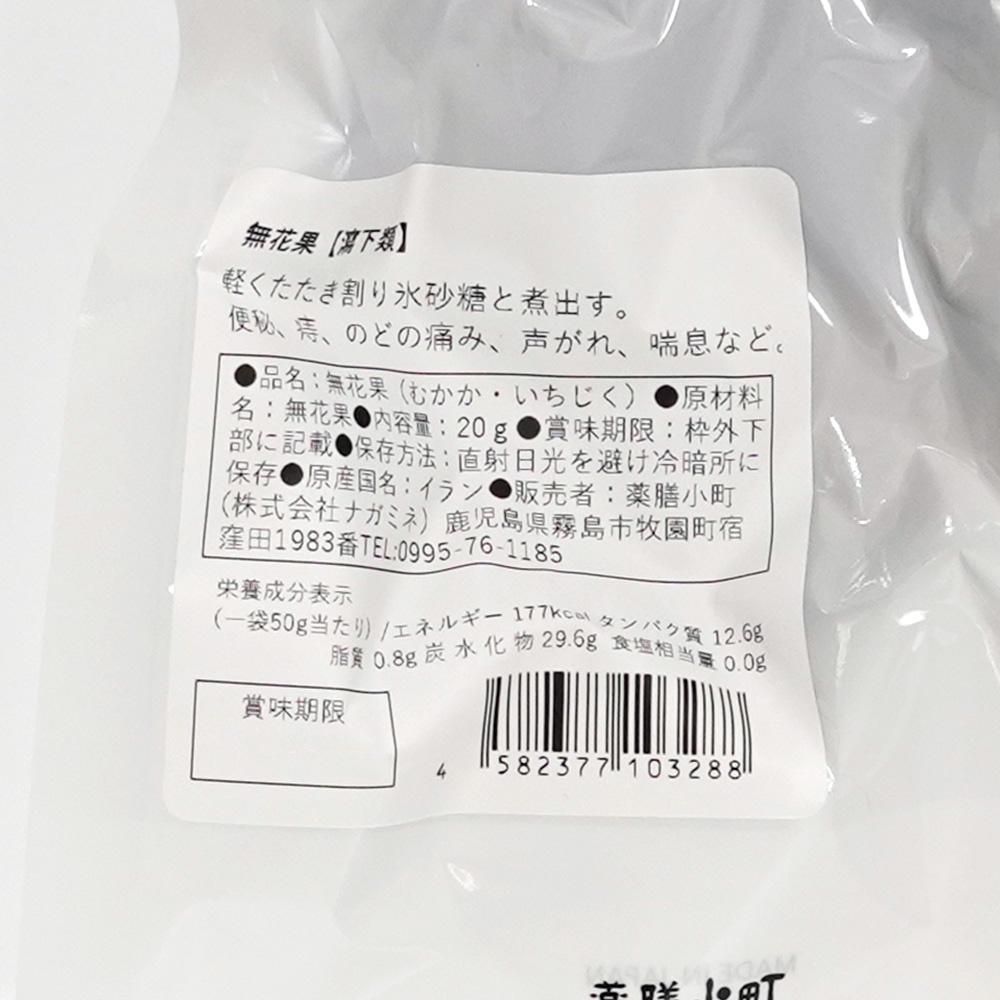 無花果【瀉下類】
軽くたたき割り氷砂糖と煮出す。
便秘、痔、のどの痛み、声がれ、喘息など。
●品名：無花果（むかか・いちじく）●原材料
名：無花果●内容量：20g●賞味期限：枠外下
部に記載●保存方法：直射日光を避け冷暗所に
保存●原産国名：イラン●販売者：薬膳小町
（株式会社ナガミネ）鹿児島県霧島市牧園町宿
窪田1983番TEL:0995-76-1185
栄養成分表示
（一袋50g当たり）/エネルギー 177kcal タンパク質 12.6g
脂質 0.8g 炭水化物 29.6g 食塩相当量 0.0g
賞味期限
4 582377 103288
MADE IN JAPAN
薬膳小町